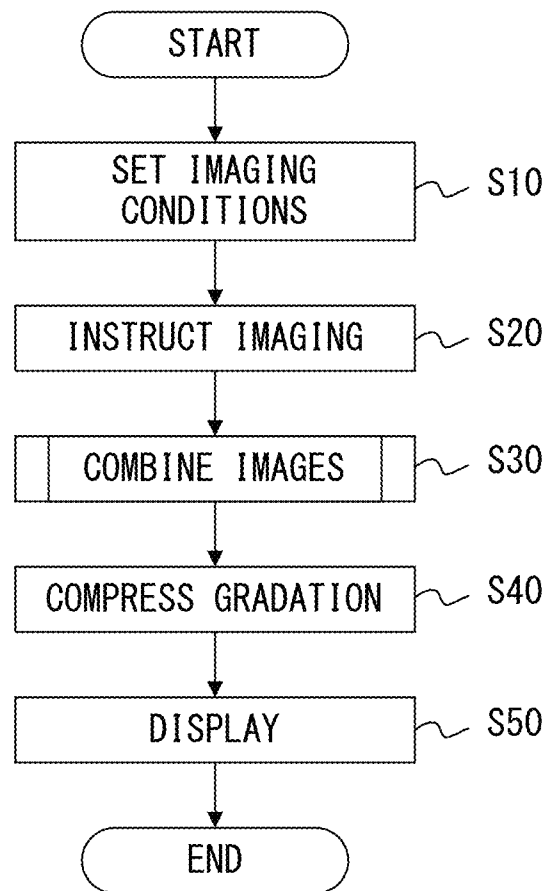 START
SET IMAGING
CONDITIONS
S10
INSTRUCT IMAGING
S20
COMBINE IMAGES
S30
COMPRESS GRADATION
S40
DISPLAY
S50
END